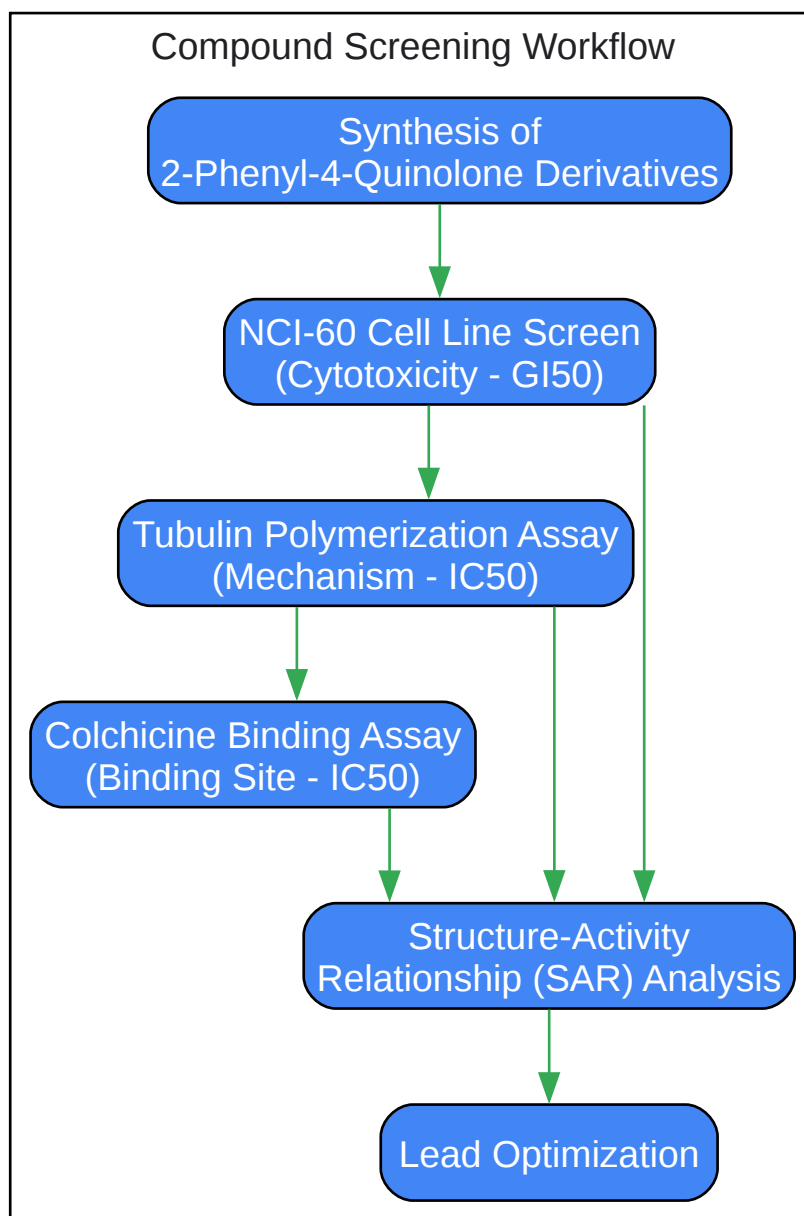 Compound Screening Workflow
Synthesis of
2-Phenyl-4-Quinolone Derivatives
NCI-60 Cell Line Screen
(Cytotoxicity - GI50)
Tubulin Polymerization Assay
(Mechanism - IC50)
Colchicine Binding Assay
(Binding Site - IC50)
Structure-Activity
Relationship (SAR) Analysis
Lead Optimization